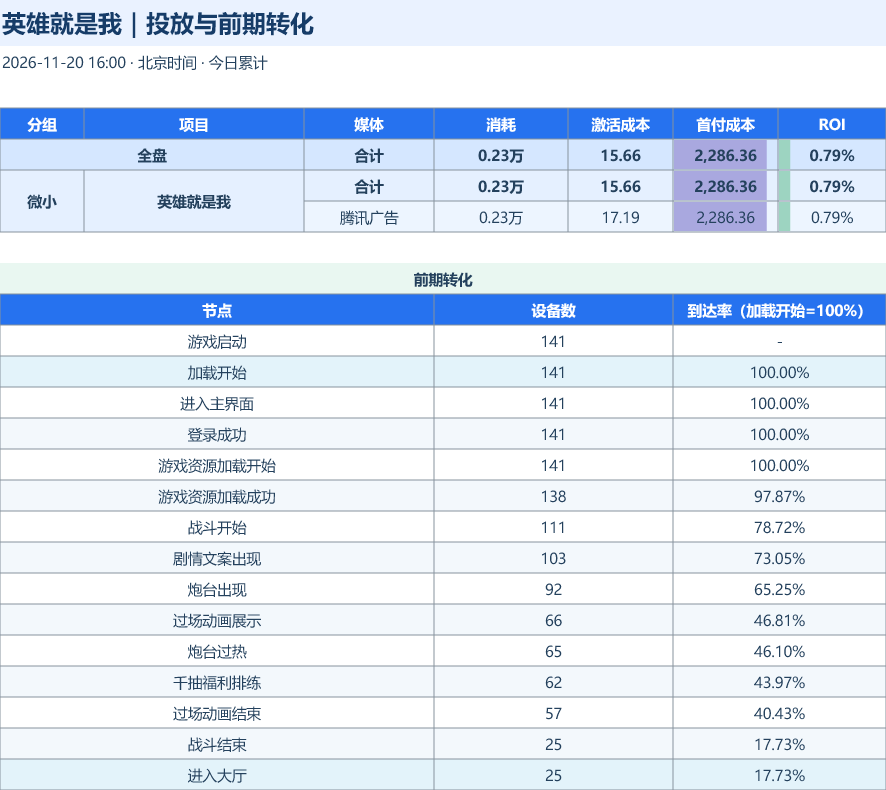 英雄就是我｜投放与前期转化
2026-11-20 16:00 · 北京时间 · 今日累计
分组 项目 媒体 消耗 激活成本 首付成本 ROI
全盘 合计 0.23万 15.66 2,286.36 0.79%
微小 英雄就是我 合计 0.23万 15.66 2,286.36 0.79%
腾讯广告 0.23万 17.19 2,286.36 0.79%
前期转化
节点 设备数 到达率（加载开始=100%）
游戏启动 141 -
加载开始 141 100.00%
进入主界面 141 100.00%
登录成功 141 100.00%
游戏资源加载开始 141 100.00%
游戏资源加载成功 138 97.87%
战斗开始 111 78.72%
剧情文案出现 103 73.05%
炮台出现 92 65.25%
过场动画展示 66 46.81%
炮台过热 65 46.10%
千抽福利排练 62 43.97%
过场动画结束 57 40.43%
战斗结束 25 17.73%
进入大厅 25 17.73%